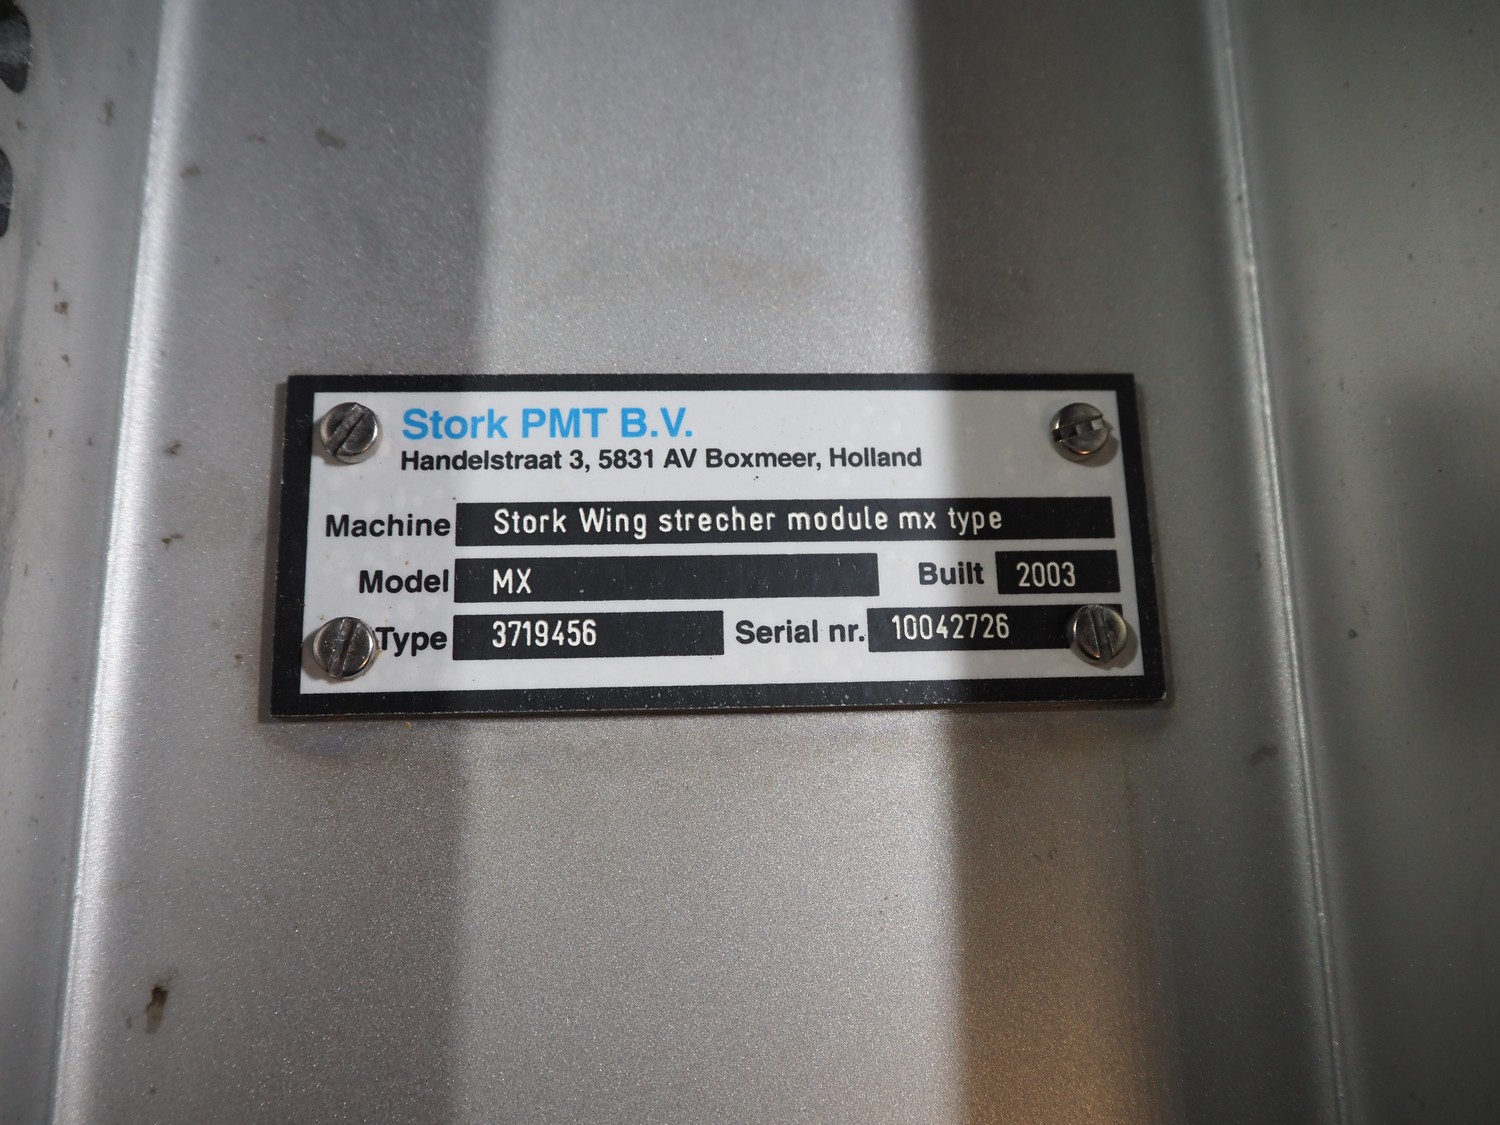 Stork PMT B.V.
Handelstraat 3, 5831 AV Boxmeer, Holland
Machine Stork Wing strecher module mx type
Model MX Built 2003
Type 3719456 Serial nr. 10042726